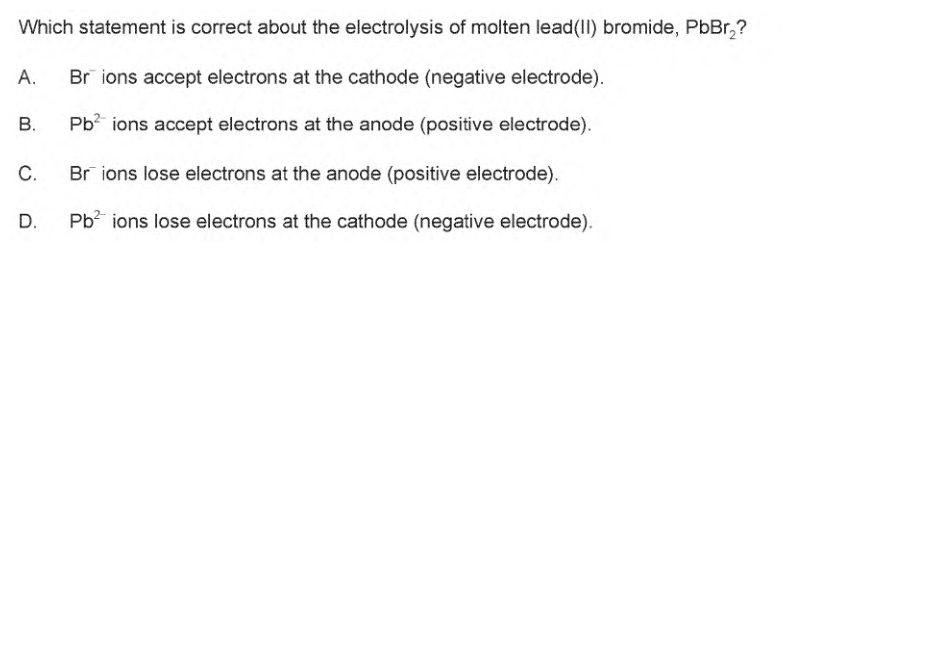 Which statement is correct about the electrolysis of molten lead(II) bromide, PbBr₂?
A. Br⁻ ions accept electrons at the cathode (negative electrode).
B. Pb²⁻ ions accept electrons at the anode (positive electrode).
C. Br⁻ ions lose electrons at the anode (positive electrode).
D. Pb²⁻ ions lose electrons at the cathode (negative electrode).